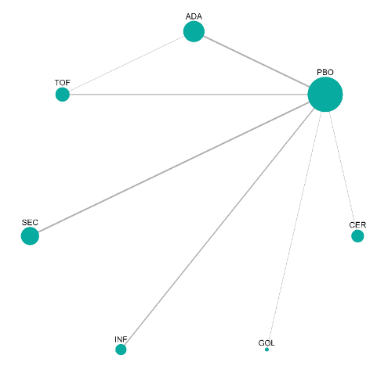 ADA
PBO
TOF
SEC
CER
INF
GOL